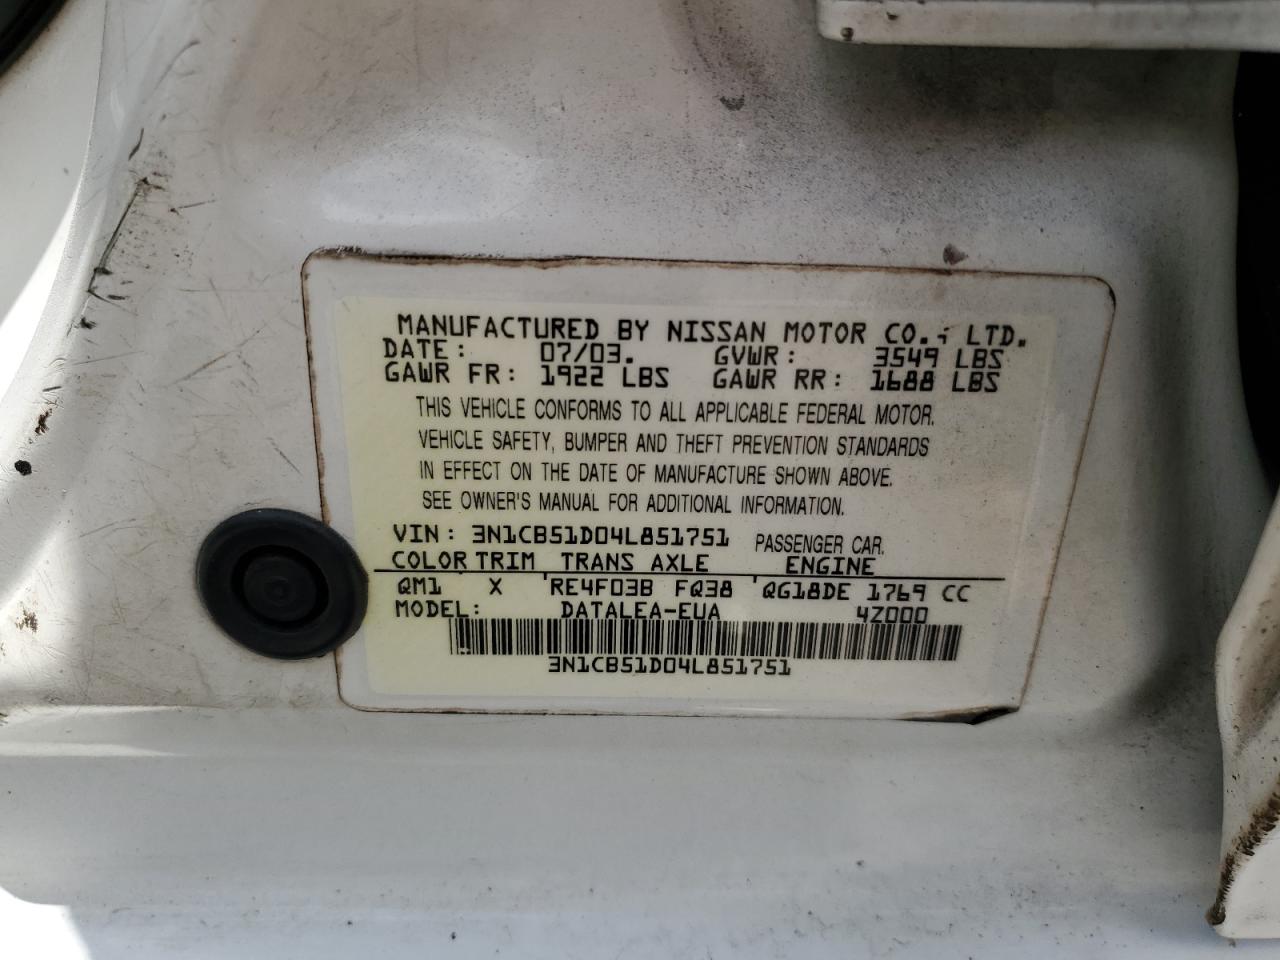 MANUFACTURED BY NISSAN MOTOR CO., LTD.
DATE: 07/03. GVWR: 3549 LBS
GAWR FR: 1922 LBS GAWR RR: 1688 LBS
THIS VEHICLE CONFORMS TO ALL APPLICABLE FEDERAL MOTOR.
VEHICLE SAFETY, BUMPER AND THEFT PREVENTION STANDARDS
IN EFFECT ON THE DATE OF MANUFACTURE SHOWN ABOVE.
SEE OWNER'S MANUAL FOR ADDITIONAL INFORMATION.
VIN: 3N1CB51D04L851751 PASSENGER CAR.
COLOR TRIM TRANS AXLE ENGINE
QM1 X RE4F03B FQ38 QG18DE 1769 CC
MODEL: DATALEA-EUA 4Z000
3N1CB51D04L851751